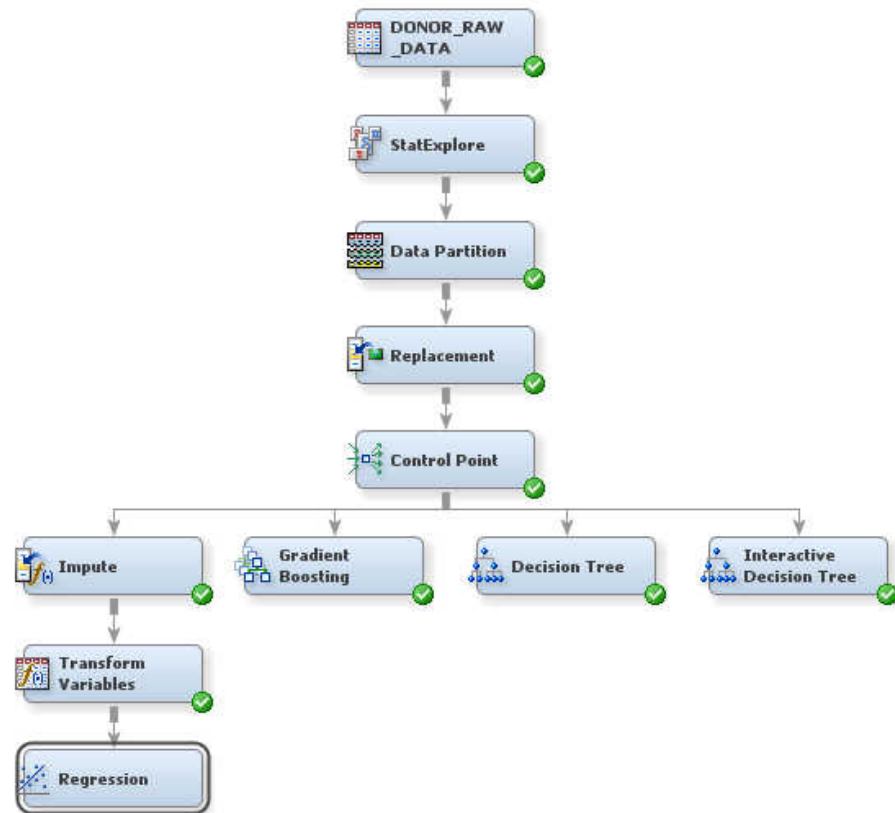 DONOR_RAW
_DATA
StatExplore
Data Partition
Replacement
Control Point
Impute
Gradient
Boosting
Decision Tree
Interactive
Decision Tree
Transform
Variables
Regression